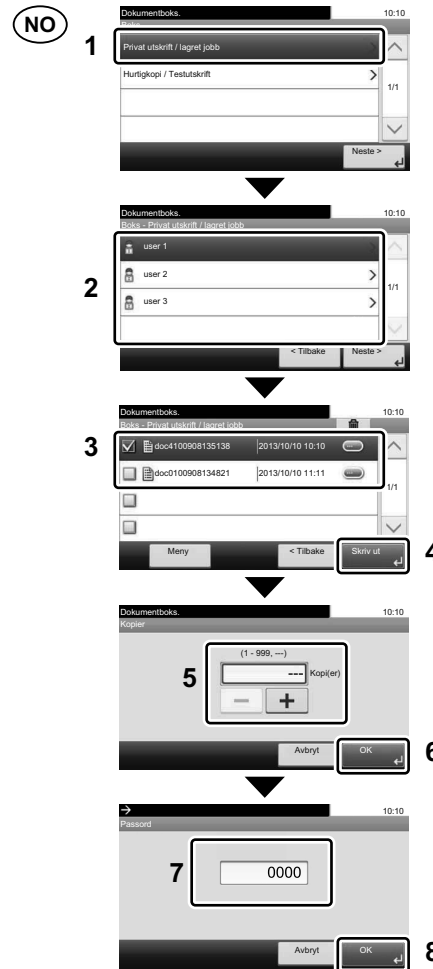 NO
1
Dokumentboks. 10:10
Boks
Privat utskrift / lagret jobb
Hurtigkopi / Testutskrift
1/1
Neste >
2
Dokumentboks. 10:10
Boks - Privat utskrift / lagret jobb
user 1
user 2
user 3
1/1
< Tilbake Neste >
3
Dokumentboks. 10:10
Boks - Privat utskrift / lagret jobb
doc4100908135138 2013/10/10 10:10 ...
doc0100908134821 2013/10/10 11:11 ...
1/1
Meny < Tilbake Skriv ut 4
Dokumentboks. 10:10
Kopier
(1 - 999, ---)
5 --- Kopi(er)
− +
Avbryt OK 6
→ 10:10
Passord
7 0000
Avbryt OK 8